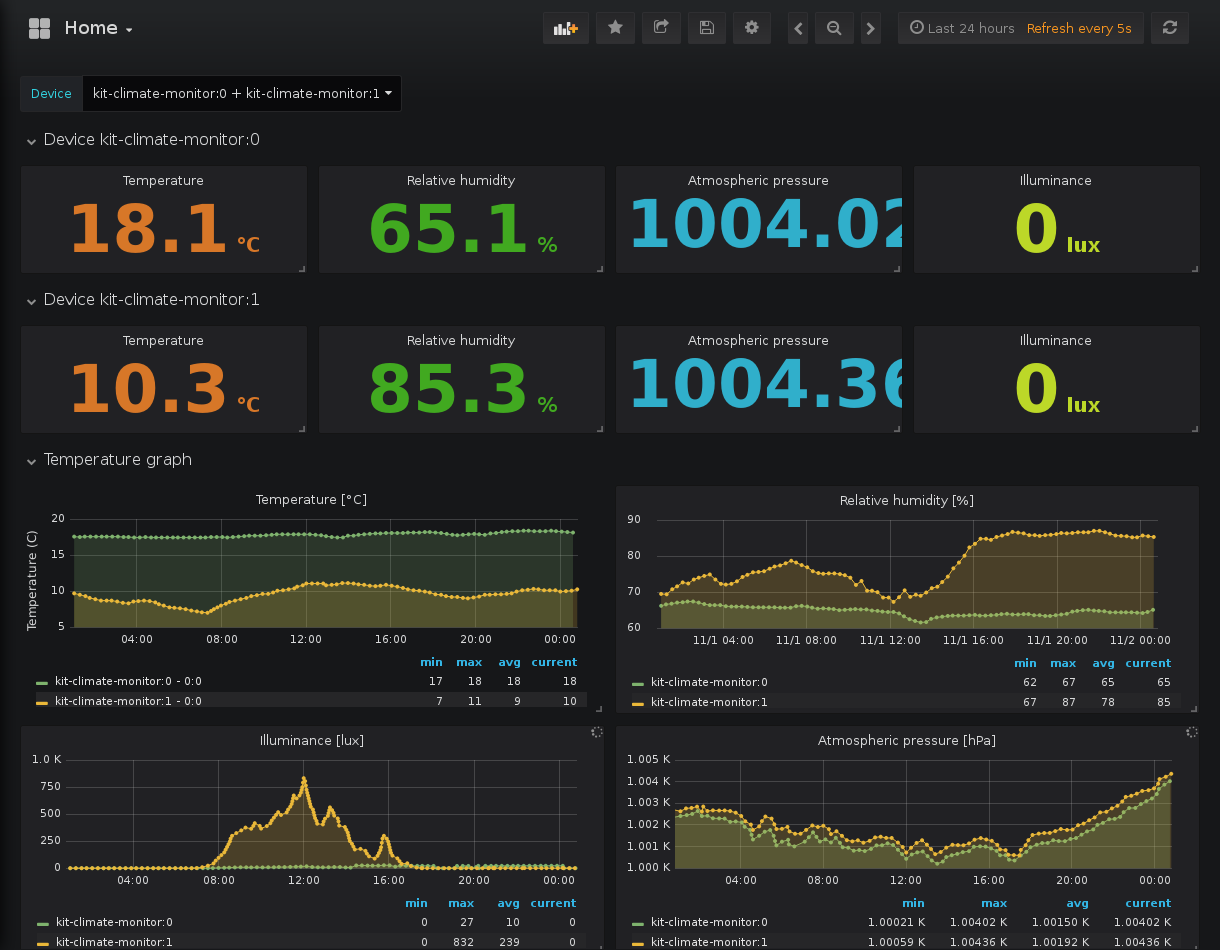 Home
Last 24 hours Refresh every 5s
Device kit-climate-monitor:0 + kit-climate-monitor:1
Device kit-climate-monitor:0
Temperature Relative humidity Atmospheric pressure Illuminance
18.1 °C 65.1 % 1004.02 0 lux
Device kit-climate-monitor:1
Temperature Relative humidity Atmospheric pressure Illuminance
10.3 °C 85.3 % 1004.36 0 lux
Temperature graph
Temperature [°C]
Temperature (C)
20
15
10
5
04:00 08:00 12:00 16:00 20:00 00:00
min max avg current
kit-climate-monitor:0 - 0:0 17 18 18 18
kit-climate-monitor:1 - 0:0 7 11 9 10
Relative humidity [%]
90
80
70
60
11/1 04:00 11/1 08:00 11/1 12:00 11/1 16:00 11/1 20:00 11/2 00:00
min max avg current
kit-climate-monitor:0 62 67 65 65
kit-climate-monitor:1 67 87 78 85
Illuminance [lux]
1.0 K
750
500
250
0
04:00 08:00 12:00 16:00 20:00 00:00
min max avg current
kit-climate-monitor:0 0 27 10 0
kit-climate-monitor:1 0 832 239 0
Atmospheric pressure [hPa]
1.005 K
1.004 K
1.003 K
1.002 K
1.001 K
1.000 K
04:00 08:00 12:00 16:00 20:00 00:00
min max avg current
kit-climate-monitor:0 1.00021 K 1.00402 K 1.00150 K 1.00402 K
kit-climate-monitor:1 1.00059 K 1.00436 K 1.00192 K 1.00436 K